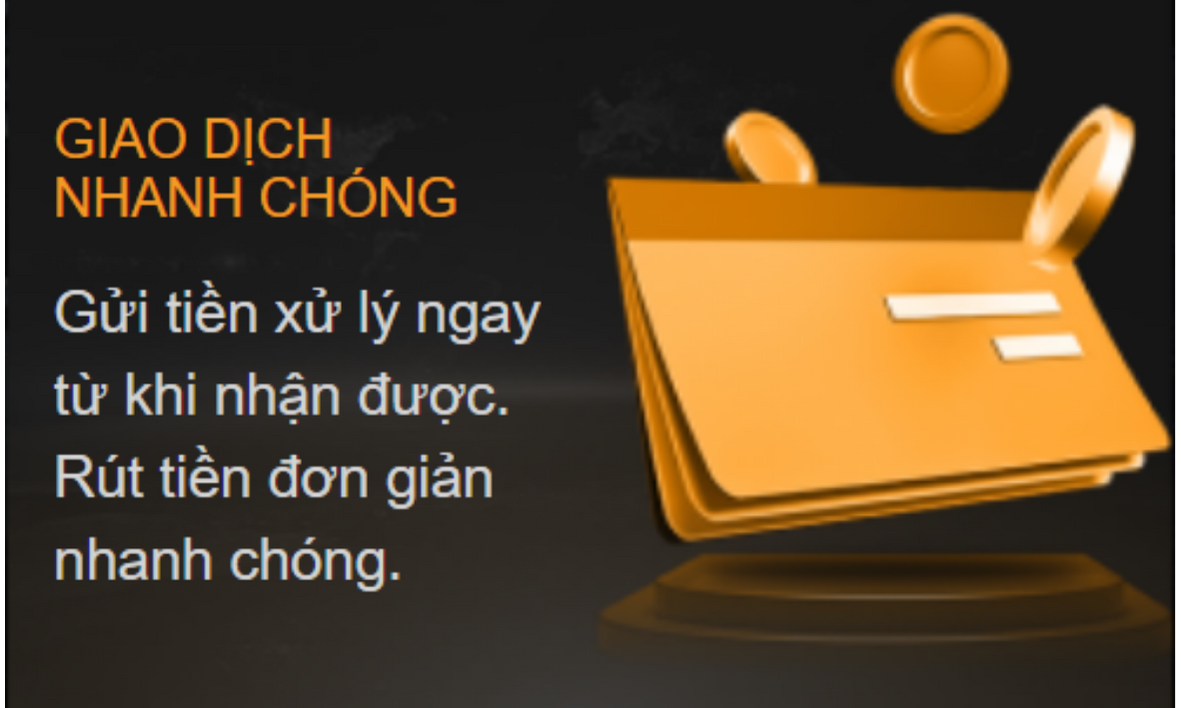 GIAO DỊCH
NHANH CHÓNG
Gửi tiền xử lý ngay
từ khi nhận được.
Rút tiền đơn giản
nhanh chóng.